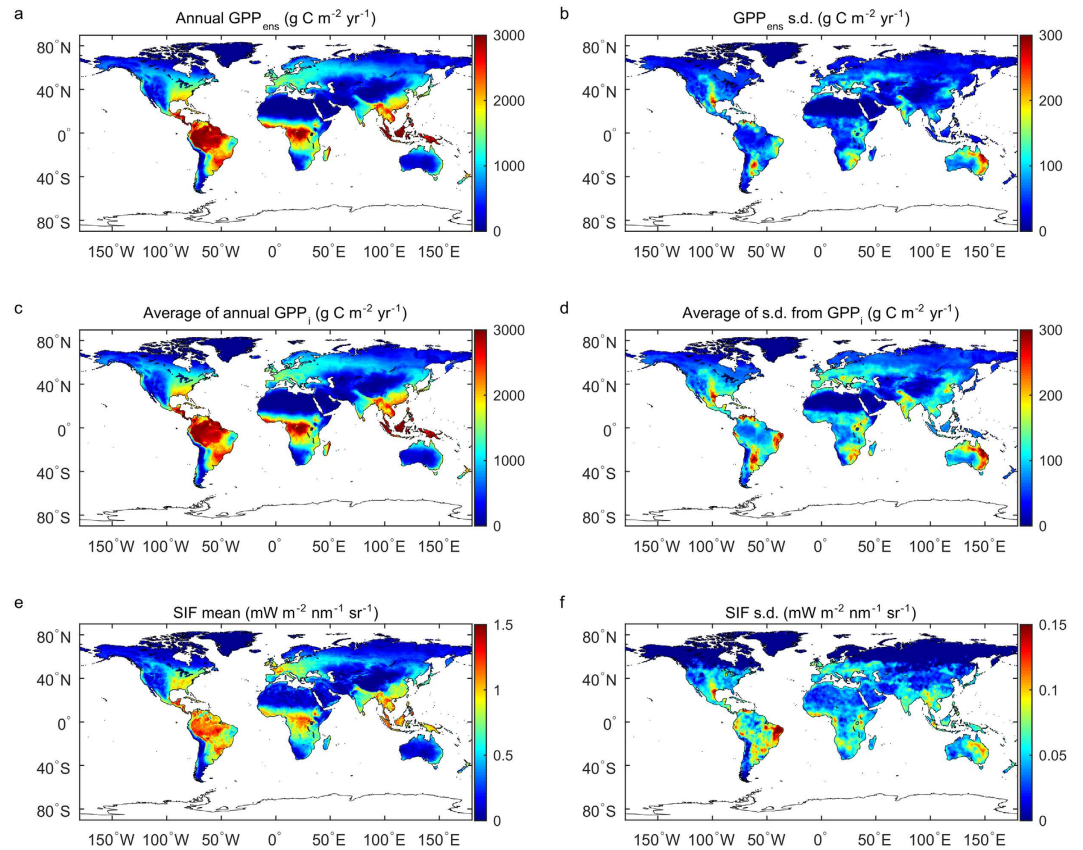 a
Annual GPP_ens (g C m⁻² yr⁻¹)
80°N
40°N
0°
40°S
80°S
150°W 100°W 50°W 0° 50°E 100°E 150°E
3000
2000
1000
0
b
GPP_ens s.d. (g C m⁻² yr⁻¹)
80°N
40°N
0°
40°S
80°S
150°W 100°W 50°W 0° 50°E 100°E 150°E
300
200
100
0
c
Average of annual GPP_i (g C m⁻² yr⁻¹)
80°N
40°N
0°
40°S
80°S
150°W 100°W 50°W 0° 50°E 100°E 150°E
3000
2000
1000
0
d
Average of s.d. from GPP_i (g C m⁻² yr⁻¹)
80°N
40°N
0°
40°S
80°S
150°W 100°W 50°W 0° 50°E 100°E 150°E
300
200
100
0
e
SIF mean (mW m⁻² nm⁻¹ sr⁻¹)
80°N
40°N
0°
40°S
80°S
150°W 100°W 50°W 0° 50°E 100°E 150°E
1.5
1
0.5
0
f
SIF s.d. (mW m⁻² nm⁻¹ sr⁻¹)
80°N
40°N
0°
40°S
80°S
150°W 100°W 50°W 0° 50°E 100°E 150°E
0.15
0.1
0.05
0